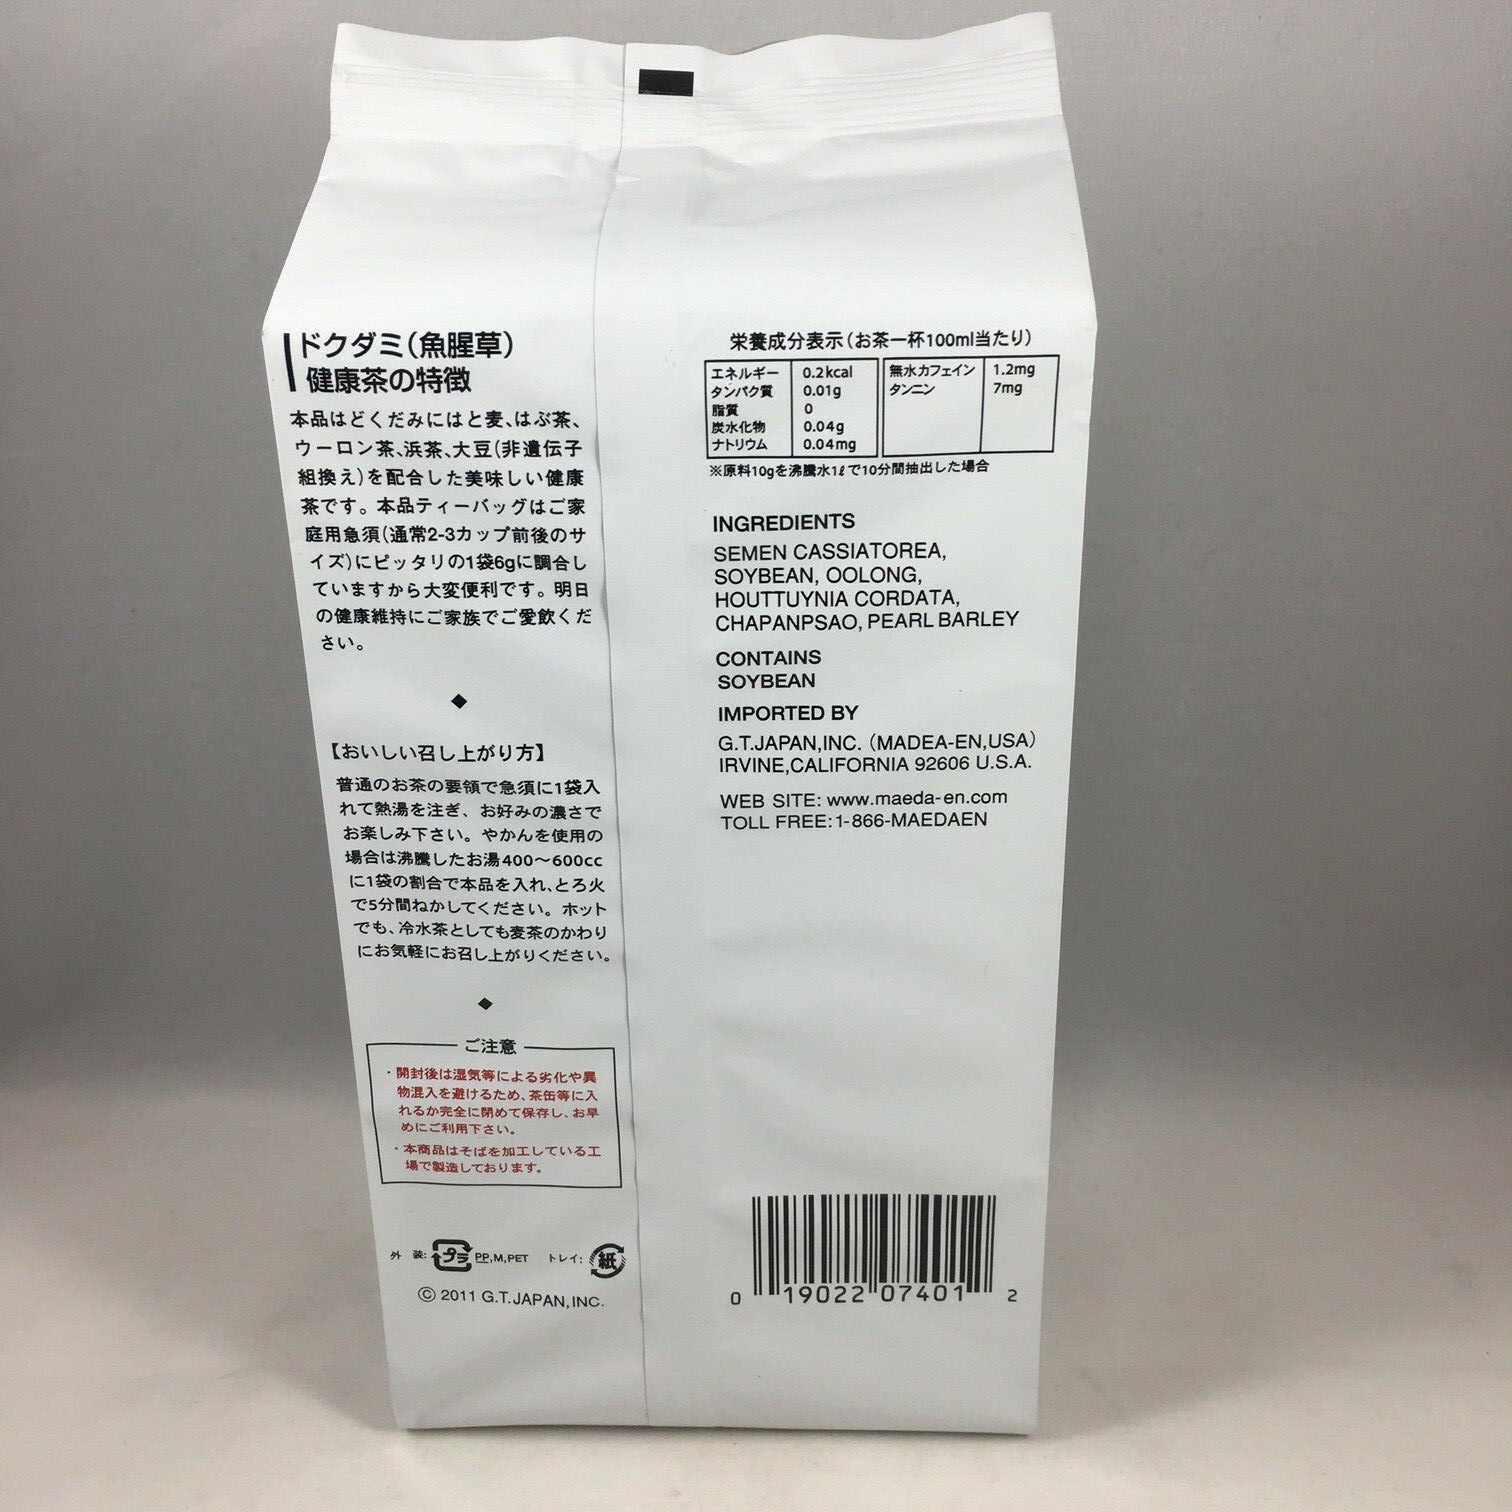 ドクダミ(魚腥草)
健康茶の特徴
本品はどくだみにはと麦、はぶ茶、
ウーロン茶、浜茶、大豆(非遺伝子
組換え)を配合した美味しい健康
茶です。本品ティーバッグはご家
庭用急須(通常2-3カップ前後のサ
イズ)にピッタリの1袋6gに調合し
ていますから大変便利です。明日
の健康維持にご家族でご愛飲くだ
さい。
◆
【おいしい召し上がり方】
普通のお茶の要領で急須に1袋入
れて熱湯を注ぎ、お好みの濃さで
お楽しみ下さい。やかんを使用の
場合は沸騰したお湯400〜600cc
に1袋の割合で本品を入れ、とろ火
で5分間ねかしてください。ホット
でも、冷水茶としても麦茶のかわり
にお気軽にお召し上がりください。
◆
ご注意
・開封後は湿気等による劣化や異
物混入を避けるため、茶缶等に入
れるか完全に閉めて保存し、お早
めにご利用下さい。
・本商品はそばを加工している工
場で製造しております。
外 装: プラ PP,M,PET トレイ: 紙
© 2011 G.T.JAPAN,INC.
栄養成分表示(お茶一杯100ml当たり)
エネルギー 0.2kcal 無水カフェイン 1.2mg
タンパク質 0.01g タンニン 7mg
脂質 0
炭水化物 0.04g
ナトリウム 0.04mg
※原料10gを沸騰水1ℓで10分間抽出した場合
INGREDIENTS
SEMEN CASSIATOREA,
SOYBEAN, OOLONG,
HOUTTUYNIA CORDATA,
CHAPANPSAO, PEARL BARLEY
CONTAINS
SOYBEAN
IMPORTED BY
G.T.JAPAN,INC. (MADEA-EN,USA)
IRVINE,CALIFORNIA 92606 U.S.A.
WEB SITE: www.maeda-en.com
TOLL FREE:1-866-MAEDAEN
0 19022 07401 2